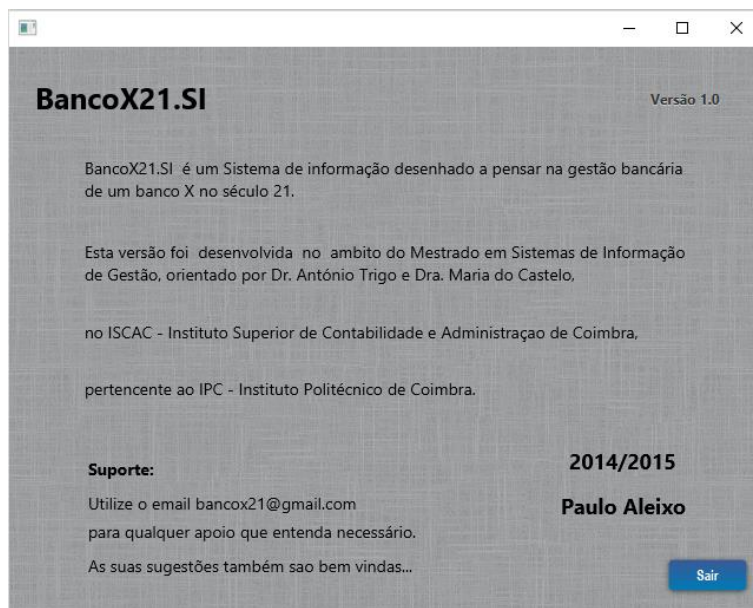 BancoX21.SI
Versão 1.0
BancoX21.SI é um Sistema de informação desenhado a pensar na gestão bancária
de um banco X no século 21.
Esta versão foi desenvolvida no ambito do Mestrado em Sistemas de Informação
de Gestão, orientado por Dr. António Trigo e Dra. Maria do Castelo,
no ISCAC - Instituto Superior de Contabilidade e Administraçao de Coimbra,
pertencente ao IPC - Instituto Politécnico de Coimbra.
Suporte:
Utilize o email bancox21@gmail.com
para qualquer apoio que entenda necessário.
As suas sugestões também sao bem vindas...
2014/2015
Paulo Aleixo
Sair